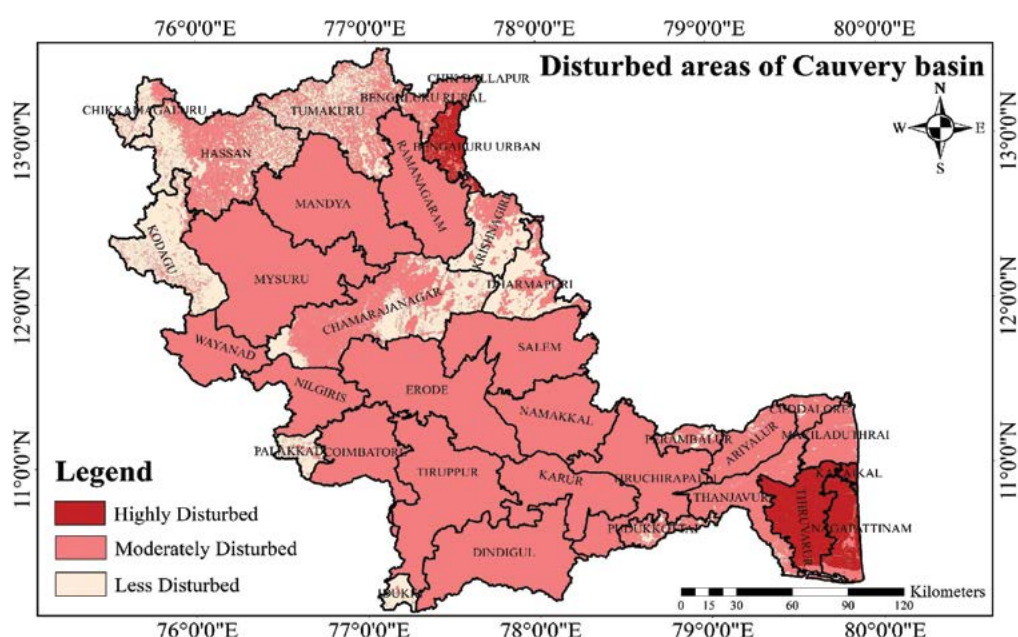 76°0'0"E 77°0'0"E 78°0'0"E 79°0'0"E 80°0'0"E
Disturbed areas of Cauvery basin
N
W E
S
13°0'0"N
12°0'0"N
11°0'0"N
13°0'0"N
12°0'0"N
11°0'0"N
CHIKKAMAGALURU
HASSAN
TUMAKURU
CHIKBALLAPUR
BENGALURU RURAL
BENGALURU URBAN
RAMANAGARAM
MANDYA
KODAGU
MYSURU
KRISHNAGIRI
DHARMAPURI
CHAMARAJANAGAR
WAYANAD
NILGIRIS
ERODE
SALEM
NAMAKKAL
PALAKKAD
COIMBATORE
TIRUPPUR
KARUR
TIRUCHIRAPALLI
PERAMBALUR
ARIYALUR
CUDDALORE
MAYILADUTHRAI
KARAIKAL
THANJAVUR
THIRUVARUR
NAGAPATTINAM
PUDUKKOTTAI
DINDIGUL
IDUKKI
Legend
Highly Disturbed
Moderately Disturbed
Less Disturbed
Kilometers
0 15 30 60 90 120
76°0'0"E 77°0'0"E 78°0'0"E 79°0'0"E 80°0'0"E